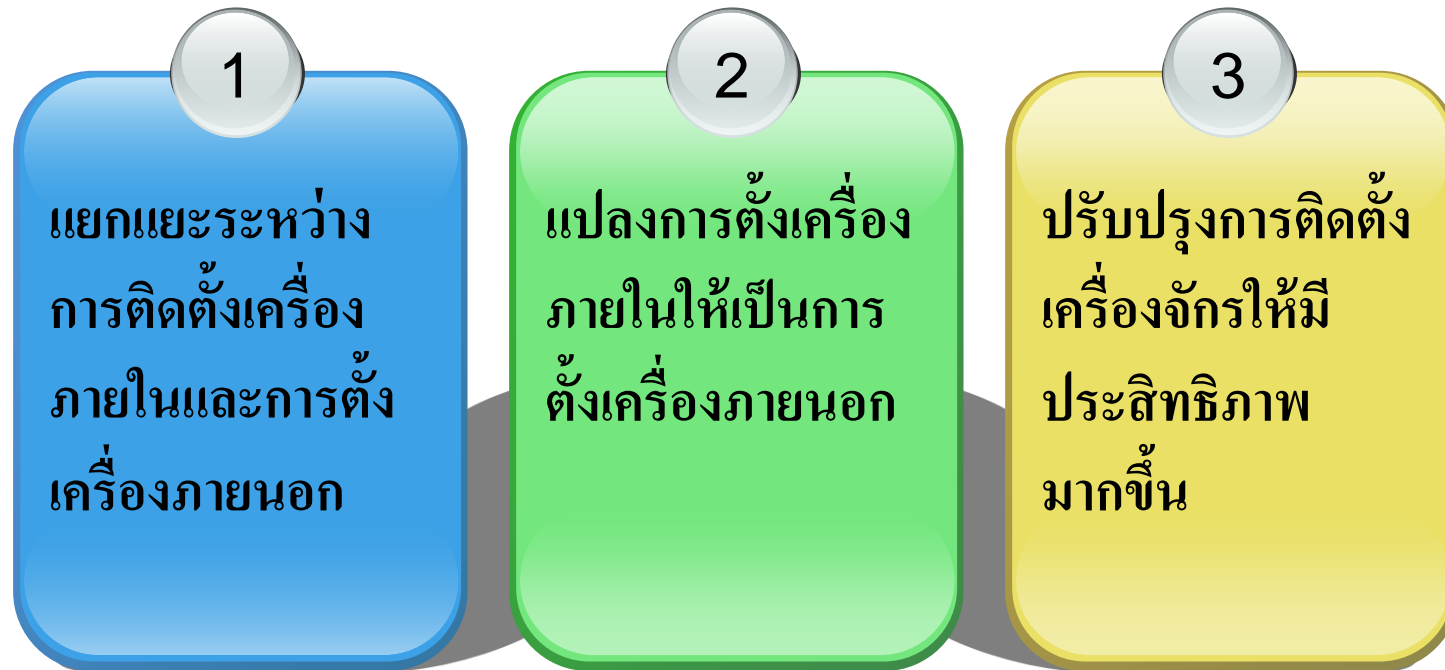 1
แยกแยะระหว่าง
การติดตั้งเครื่อง
ภายในและการตั้ง
เครื่องภายนอก
2
แปลงการตั้งเครื่อง
ภายในให้เป็นการ
ตั้งเครื่องภายนอก
3
ปรับปรุงการติดตั้ง
เครื่องจักรให้มี
ประสิทธิภาพ
มากขึ้น